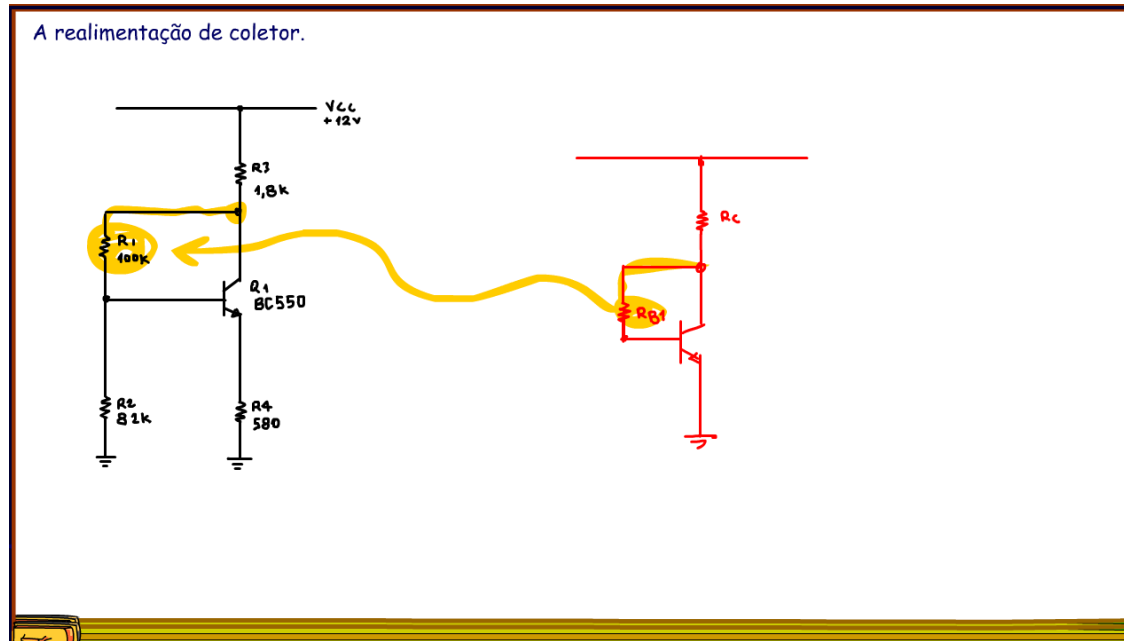 A realimentação de coletor.
VCC
+12V
R3
1,8K
R1
100K
Q1
BC550
R2
82K
R4
580
RC
RB1